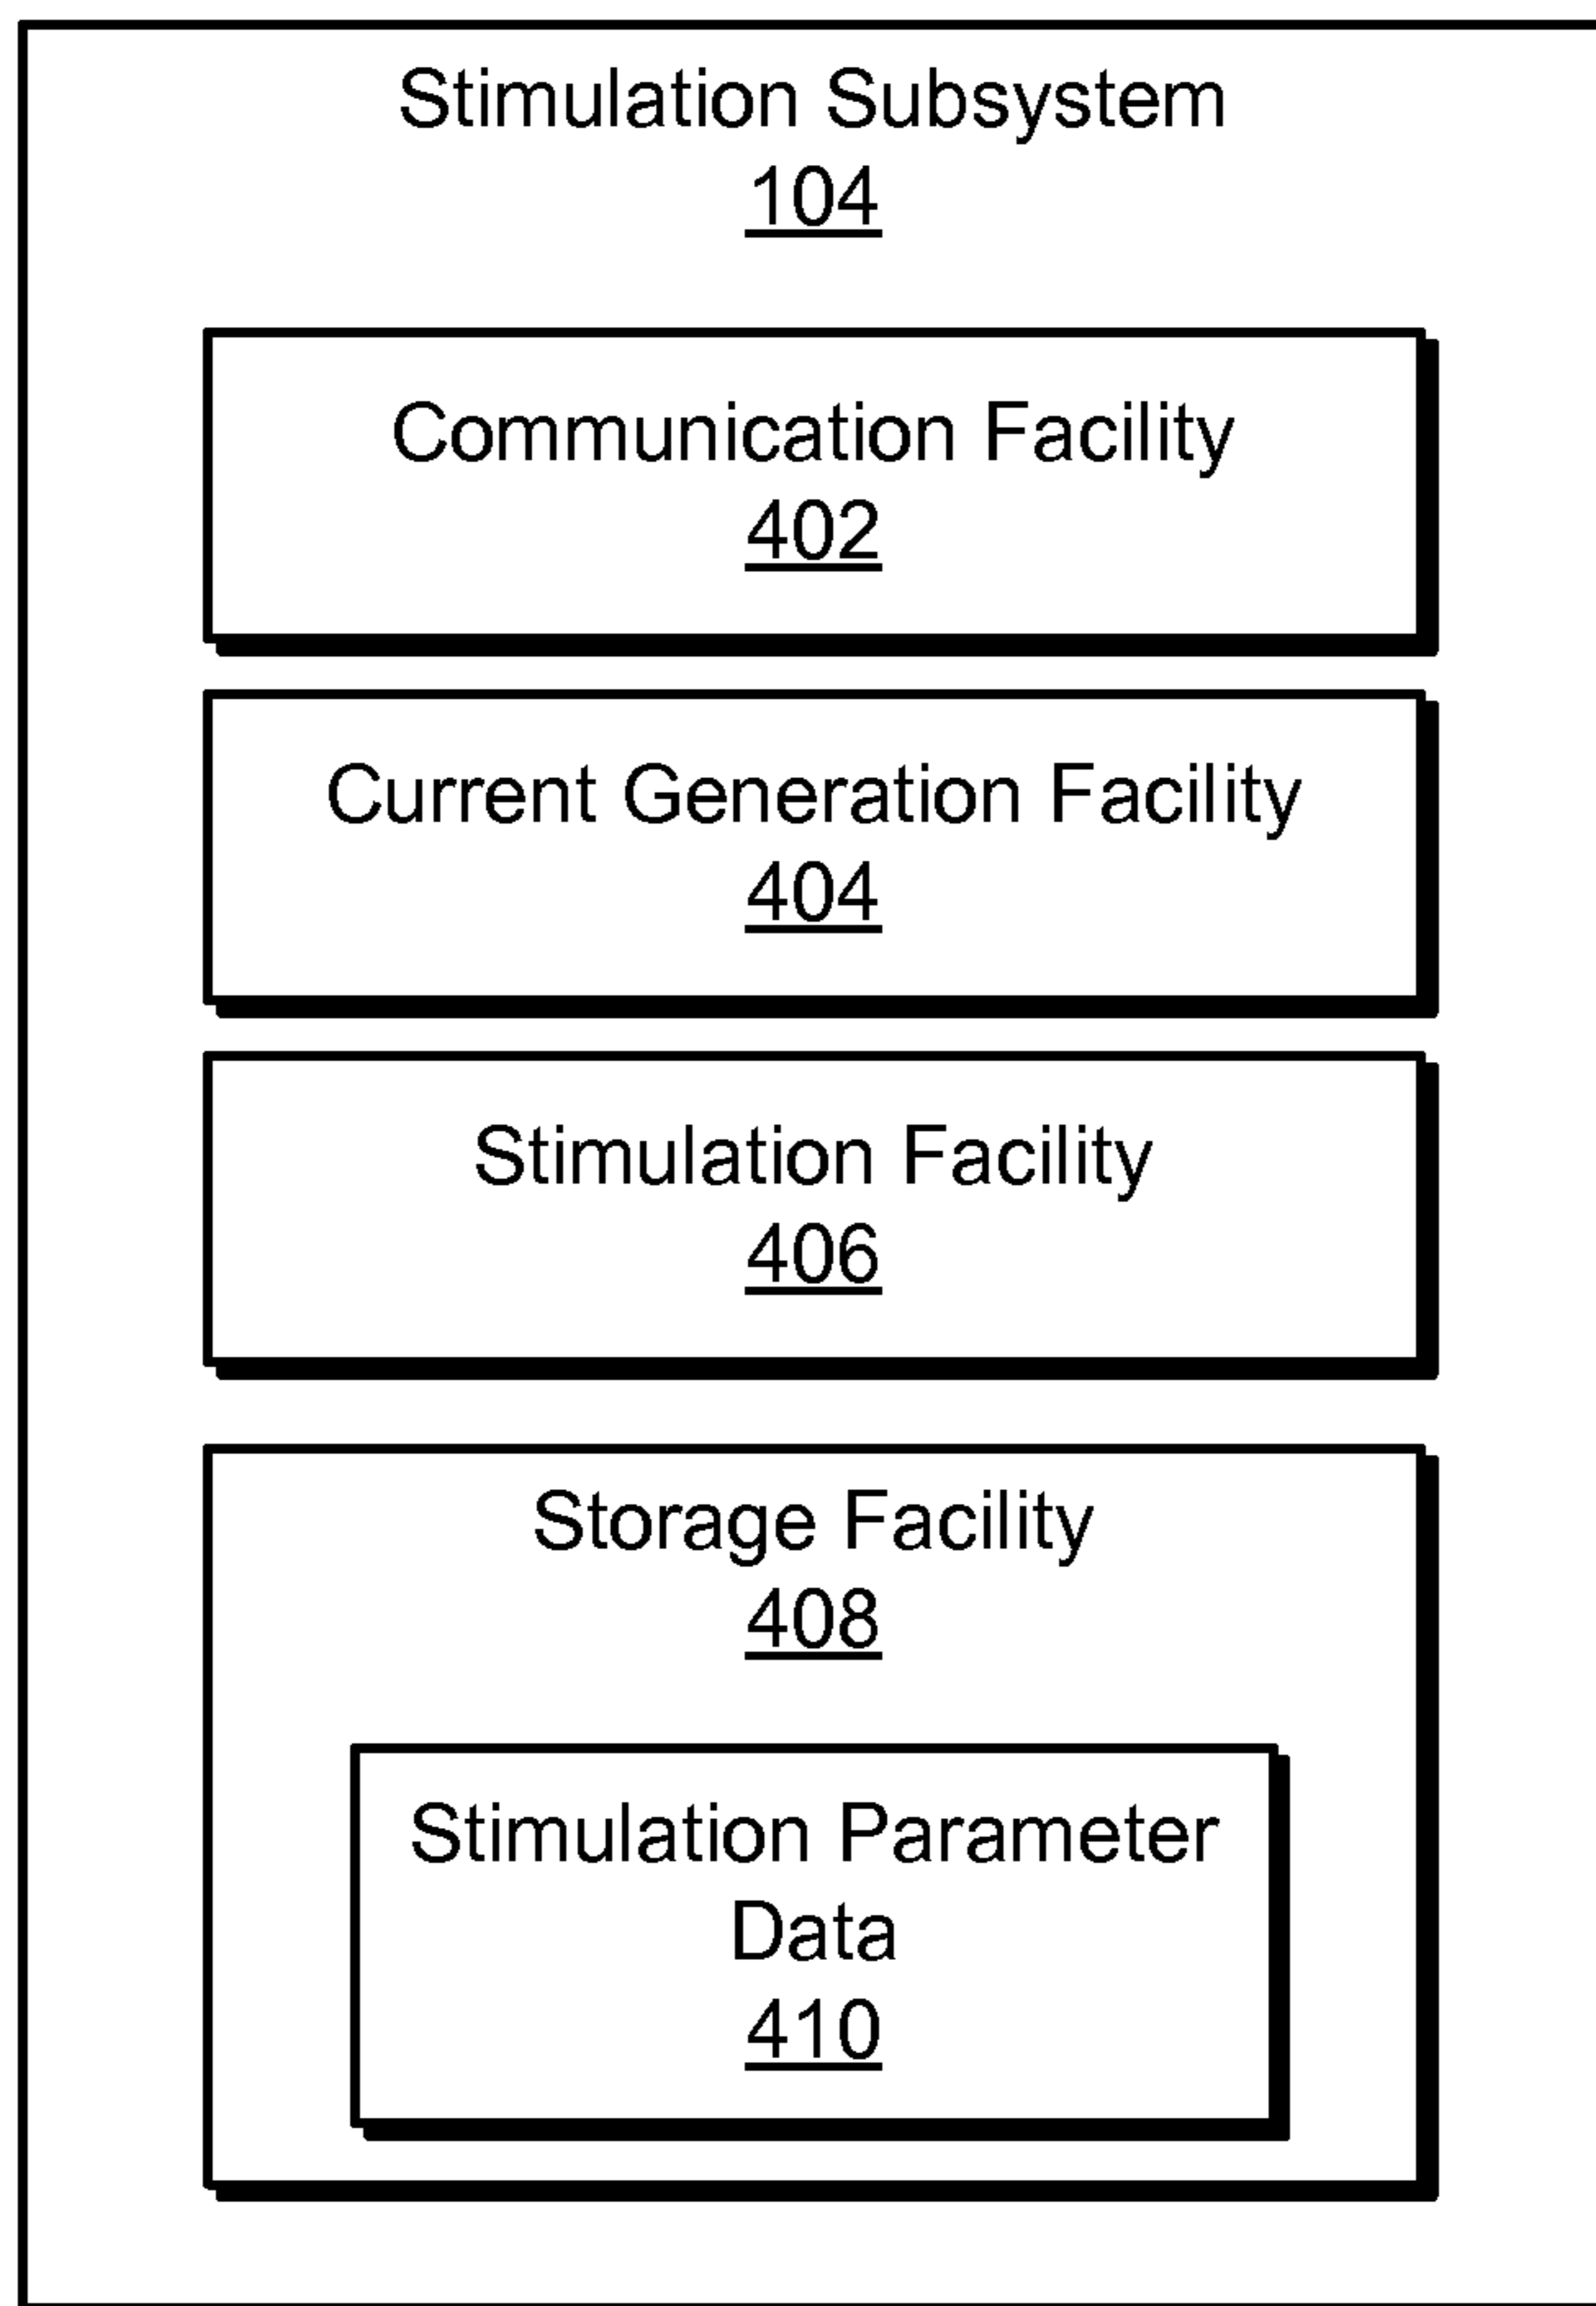 Stimulation Subsystem
104
Communication Facility
402
Current Generation Facility
404
Stimulation Facility
406
Storage Facility
408
Stimulation Parameter
Data
410